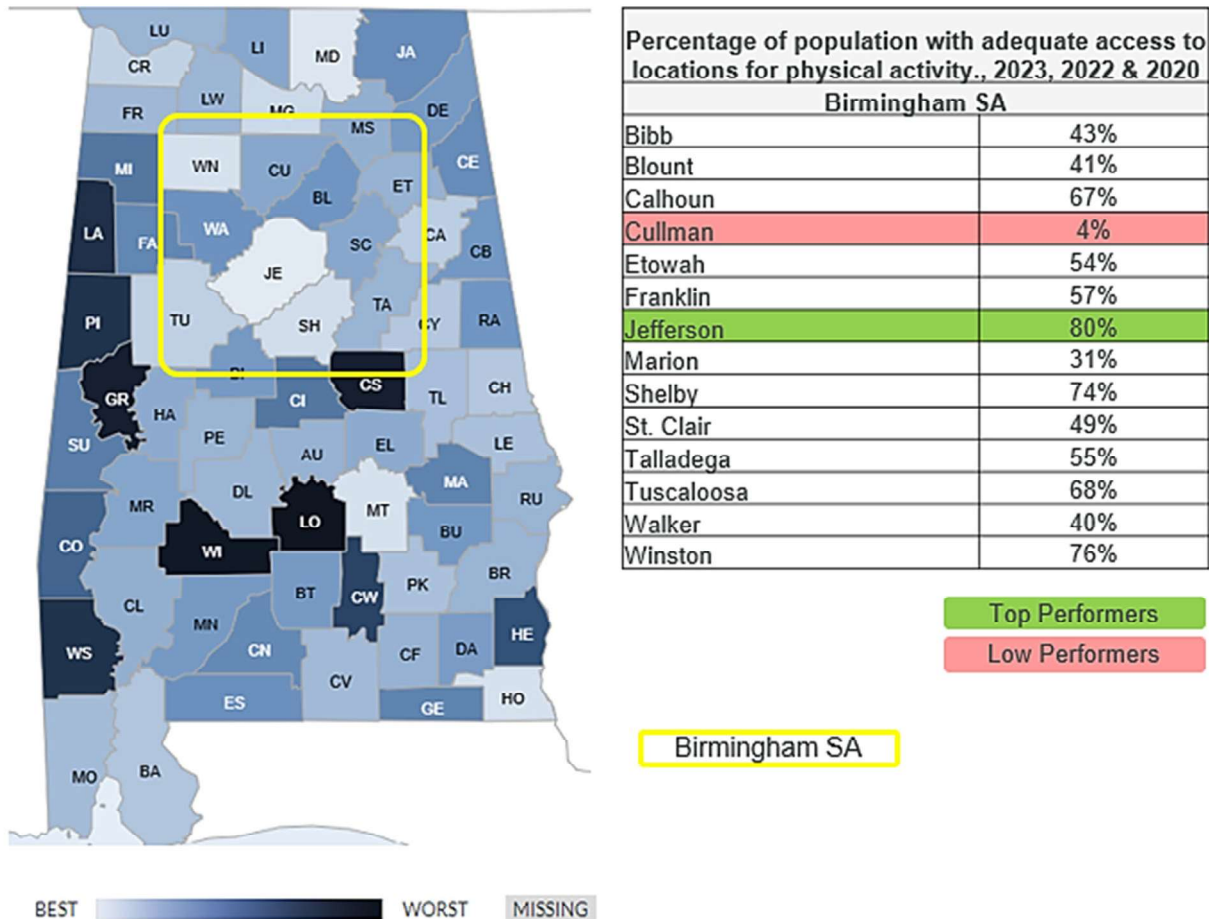 LU
LI
MD
JA
CR
FR
LW
MG
MS
DE
MI
WN
CU
BL
ET
CE
LA
FA
WA
JE
SC
CA
CB
PI
TU
SH
TA
CY
RA
GR
BI
CI
CS
TL
CH
SU
HA
PE
AU
EL
LE
MR
DL
LO
MT
MA
RU
CO
WI
BU
CL
BT
CW
PK
BR
WS
MN
CN
CF
DA
HE
ES
CV
GE
HO
MO
BA
BEST WORST MISSING
Percentage of population with adequate access to
locations for physical activity., 2023, 2022 & 2020
Birmingham SA
Bibb 43%
Blount 41%
Calhoun 67%
Cullman 4%
Etowah 54%
Franklin 57%
Jefferson 80%
Marion 31%
Shelby 74%
St. Clair 49%
Talladega 55%
Tuscaloosa 68%
Walker 40%
Winston 76%
Top Performers
Low Performers
Birmingham SA